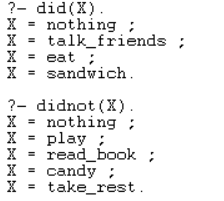 ?- did(X).
X = nothing ;
X = talk_friends ;
X = eat ;
X = sandwich.
?- didnot(X).
X = nothing ;
X = play ;
X = read_book ;
X = candy ;
X = take_rest.